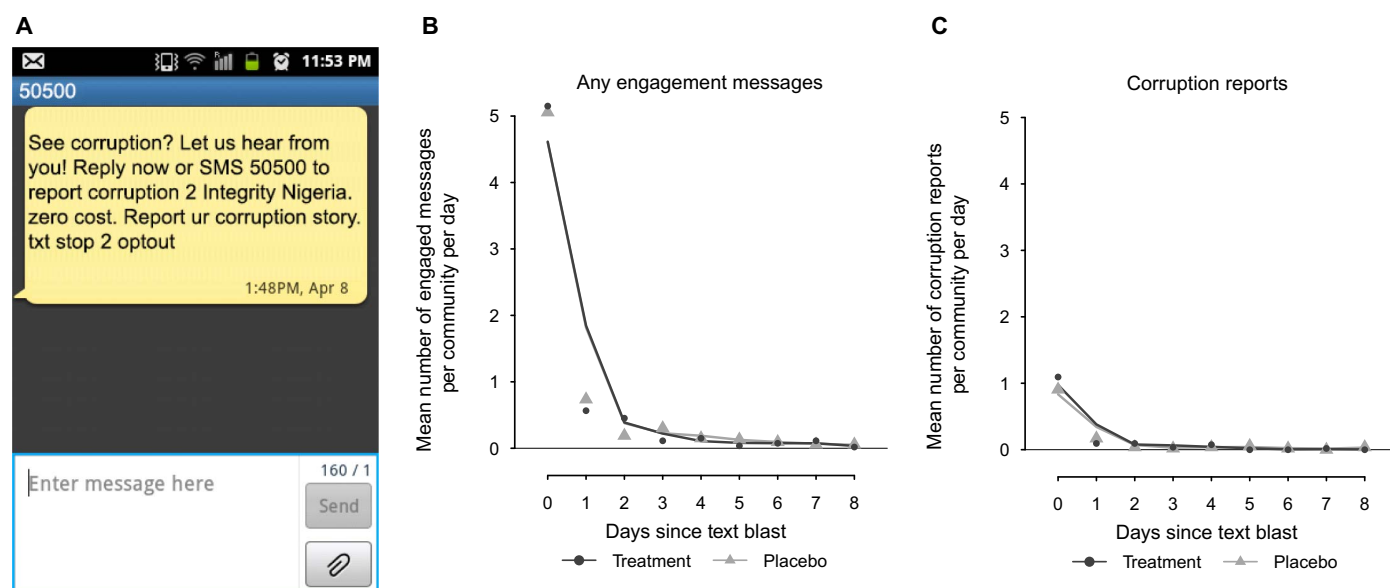 A
11:53 PM
50500
See corruption? Let us hear from
you! Reply now or SMS 50500 to
report corruption 2 Integrity Nigeria.
zero cost. Report ur corruption story.
txt stop 2 optout
1:48PM, Apr 8
160 / 1
Enter message here
Send
B
Any engagement messages
Mean number of engaged messages
per community per day
5
4
3
2
1
0
0 1 2 3 4 5 6 7 8
Days since text blast
Treatment Placebo
C
Corruption reports
Mean number of corruption reports
per community per day
5
4
3
2
1
0
0 1 2 3 4 5 6 7 8
Days since text blast
Treatment Placebo